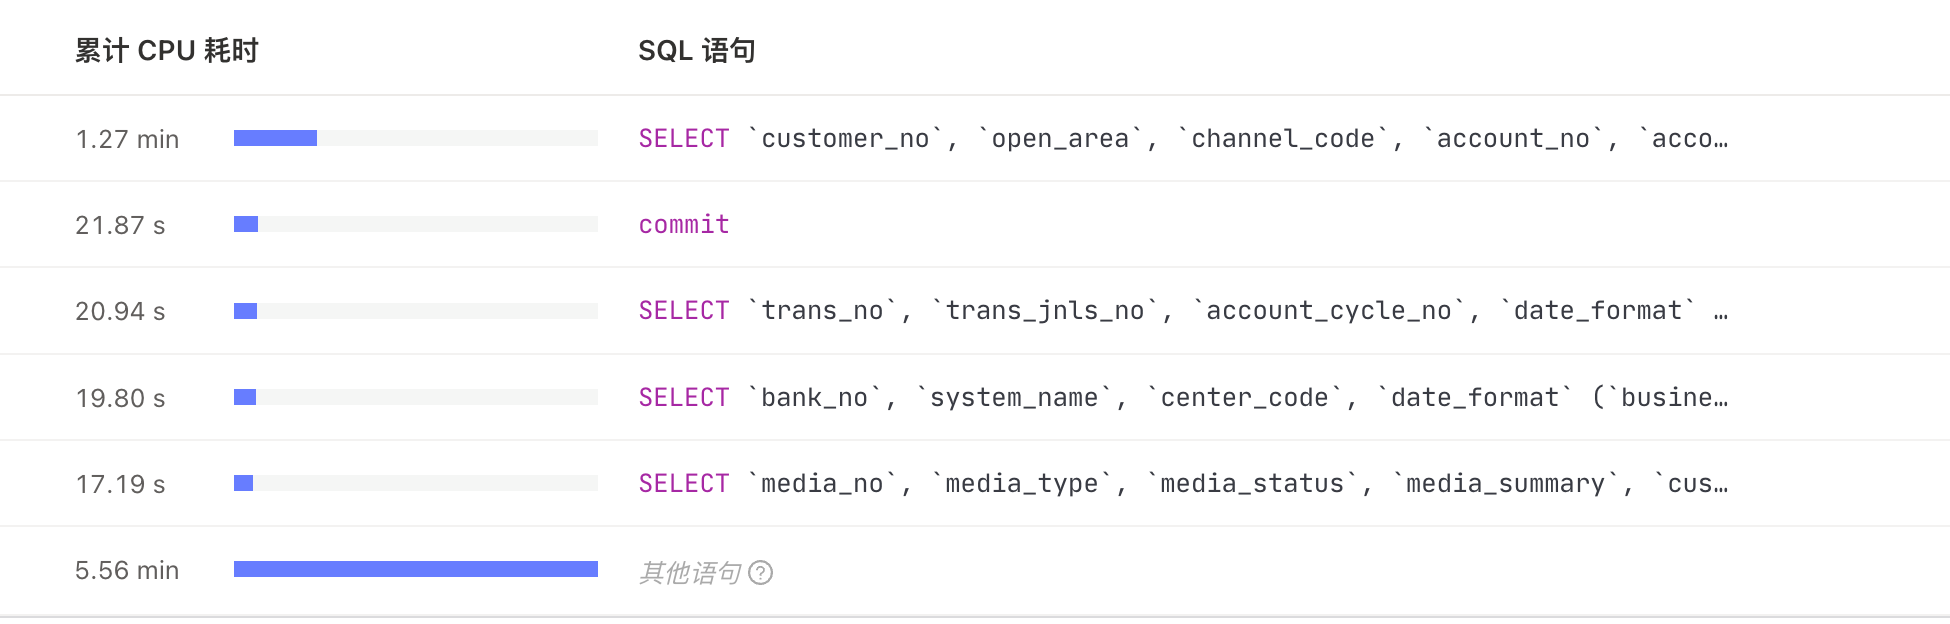 累计 CPU 耗时 SQL 语句
1.27 min SELECT `customer_no`, `open_area`, `channel_code`, `account_no`, `acco…
21.87 s commit
20.94 s SELECT `trans_no`, `trans_jnls_no`, `account_cycle_no`, `date_format` …
19.80 s SELECT `bank_no`, `system_name`, `center_code`, `date_format` (`busine…
17.19 s SELECT `media_no`, `media_type`, `media_status`, `media_summary`, `cus…
5.56 min 其他语句 ?